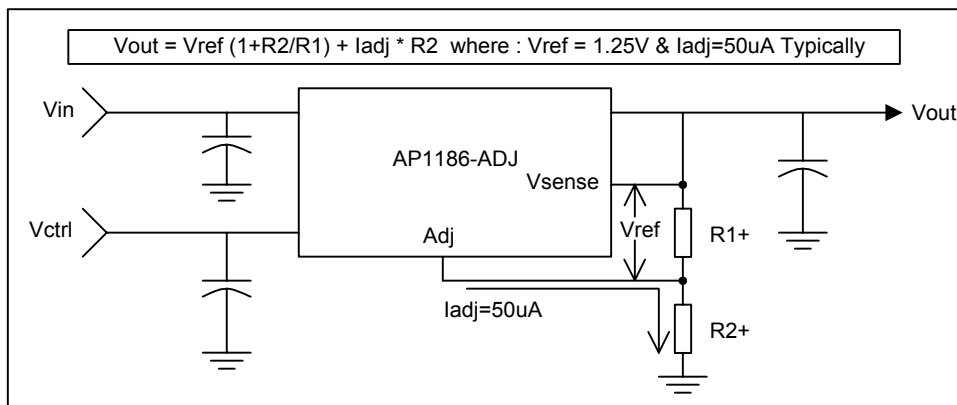 Vout = Vref (1+R2/R1) + Iadj * R2 where : Vref = 1.25V & Iadj=50uA Typically
Vin
Vout
AP1186-ADJ
Vsense
Vctrl
Adj
Vref
R1+
Iadj=50uA
R2+